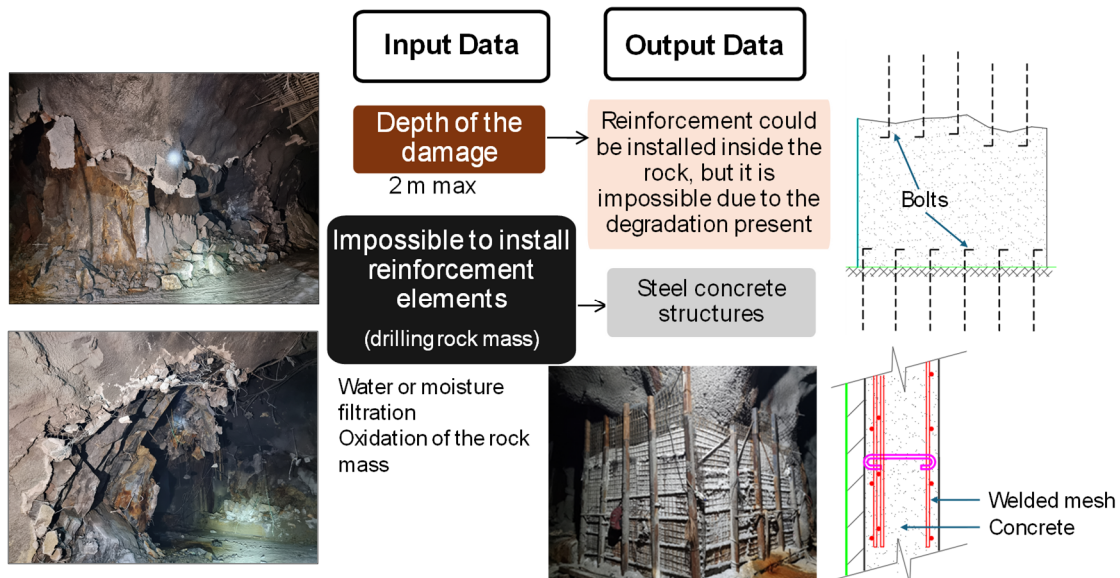 Input Data
Output Data
Depth of the
damage
2 m max
Reinforcement could
be installed inside the
rock, but it is
impossible due to the
degradation present
Impossible to install
reinforcement
elements
(drilling rock mass)
Steel concrete
structures
Water or moisture
filtration
Oxidation of the rock
mass
Bolts
Welded mesh
Concrete